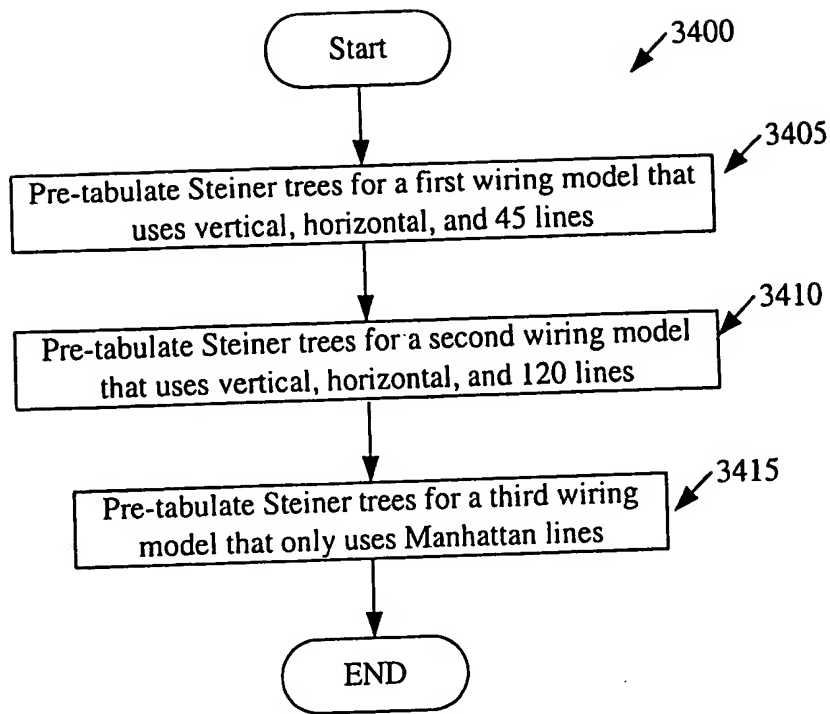 Start
3400
3405
Pre-tabulate Steiner trees for a first wiring model that
uses vertical, horizontal, and 45 lines
3410
Pre-tabulate Steiner trees for a second wiring model
that uses vertical, horizontal, and 120 lines
3415
Pre-tabulate Steiner trees for a third wiring
model that only uses Manhattan lines
END